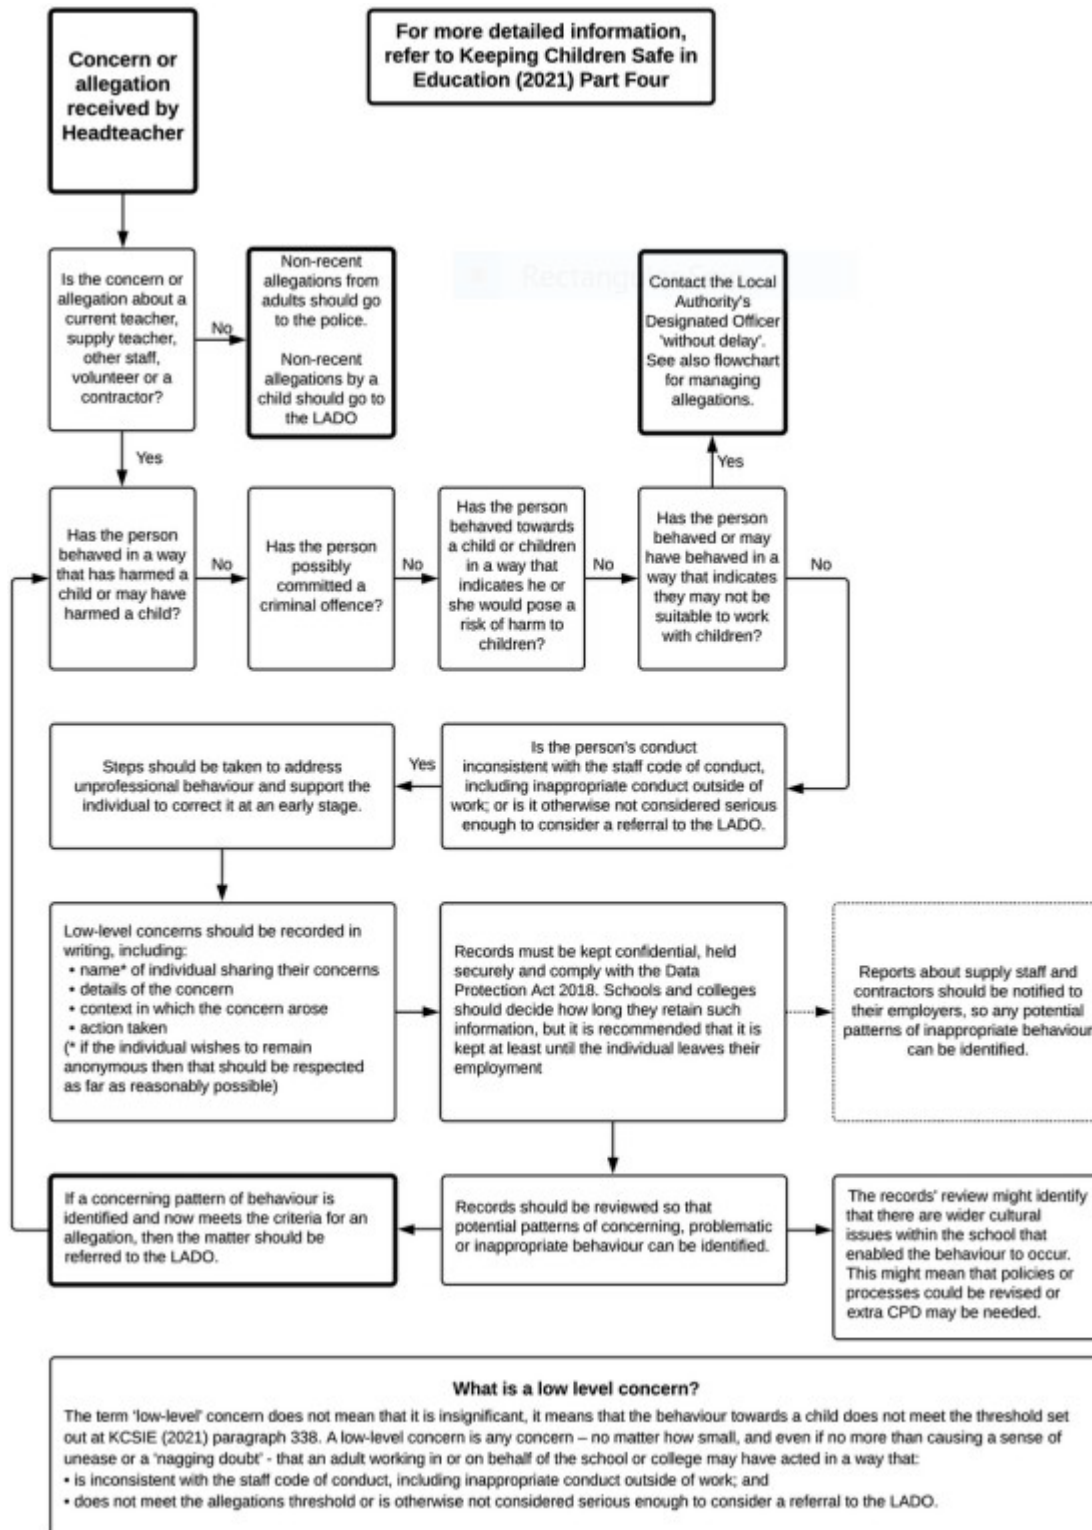 Concern or
allegation
received by
Headteacher
For more detailed information,
refer to Keeping Children Safe in
Education (2021) Part Four
Is the concern or
allegation about a
current teacher,
supply teacher,
other staff,
volunteer or a
contractor?
No
Non-recent
allegations from
adults should go
to the police.
Non-recent
allegations by a
child should go to
the LADO
Contact the Local
Authority's
Designated Officer
'without delay'.
See also flowchart
for managing
allegations.
Yes
Yes
Has the person
behaved in a way
that has harmed a
child or may have
harmed a child?
No
Has the person
possibly
committed a
criminal offence?
No
Has the person
behaved towards
a child or children
in a way that
indicates he or
she would pose a
risk of harm to
children?
No
Has the person
behaved or may
have behaved in a
way that indicates
they may not be
suitable to work
with children?
No
Steps should be taken to address
unprofessional behaviour and support the
individual to correct it at an early stage.
Yes
Is the person's conduct
inconsistent with the staff code of conduct,
including inappropriate conduct outside of
work; or is it otherwise not considered serious
enough to consider a referral to the LADO.
Low-level concerns should be recorded in
writing, including:
• name* of individual sharing their concerns
• details of the concern
• context in which the concern arose
• action taken
(* if the individual wishes to remain
anonymous then that should be respected
as far as reasonably possible)
Records must be kept confidential, held
securely and comply with the Data
Protection Act 2018. Schools and colleges
should decide how long they retain such
information, but it is recommended that it is
kept at least until the individual leaves their
employment
Reports about supply staff and
contractors should be notified to
their employers, so any potential
patterns of inappropriate behaviour
can be identified.
If a concerning pattern of behaviour is
identified and now meets the criteria for an
allegation, then the matter should be
referred to the LADO.
Records should be reviewed so that
potential patterns of concerning, problematic
or inappropriate behaviour can be identified.
The records' review might identify
that there are wider cultural
issues within the school that
enabled the behaviour to occur.
This might mean that policies or
processes could be revised or
extra CPD may be needed.
What is a low level concern?
The term 'low-level' concern does not mean that it is insignificant, it means that the behaviour towards a child does not meet the threshold set
out at KCSIE (2021) paragraph 338. A low-level concern is any concern – no matter how small, and even if no more than causing a sense of
unease or a 'nagging doubt' - that an adult working in or on behalf of the school or college may have acted in a way that:
• is inconsistent with the staff code of conduct, including inappropriate conduct outside of work; and
• does not meet the allegations threshold or is otherwise not considered serious enough to consider a referral to the LADO.